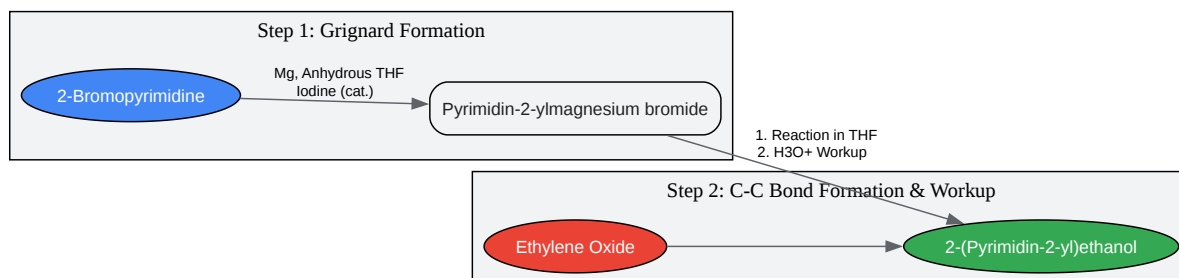 Step 1: Grignard Formation
2-Bromopyrimidine
Mg, Anhydrous THF
Iodine (cat.)
Pyrimidin-2-ylmagnesium bromide
1. Reaction in THF
2. H3O+ Workup
Step 2: C-C Bond Formation & Workup
Ethylene Oxide
2-(Pyrimidin-2-yl)ethanol